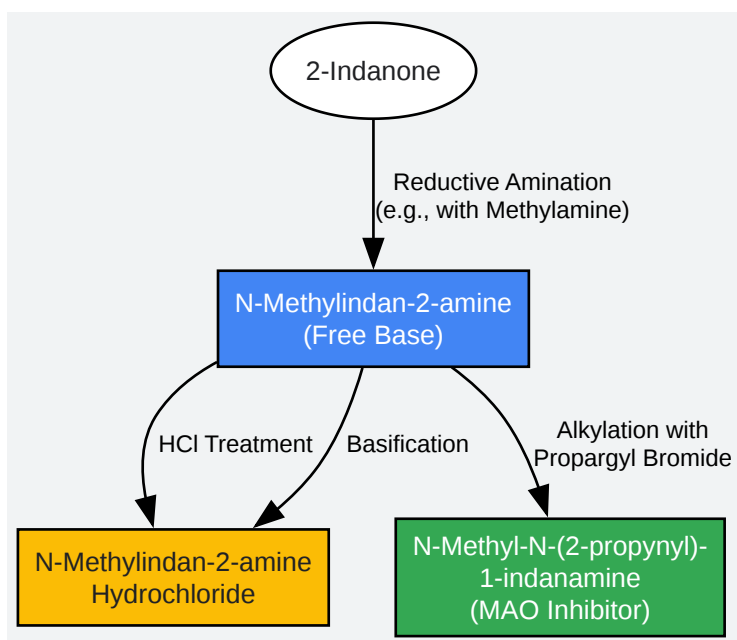 2-Indanone
Reductive Amination
(e.g., with Methylamine)
N-Methylindan-2-amine
(Free Base)
HCl Treatment
Basification
Alkylation with
Propargyl Bromide
N-Methylindan-2-amine
Hydrochloride
N-Methyl-N-(2-propynyl)-
1-indanamine
(MAO Inhibitor)